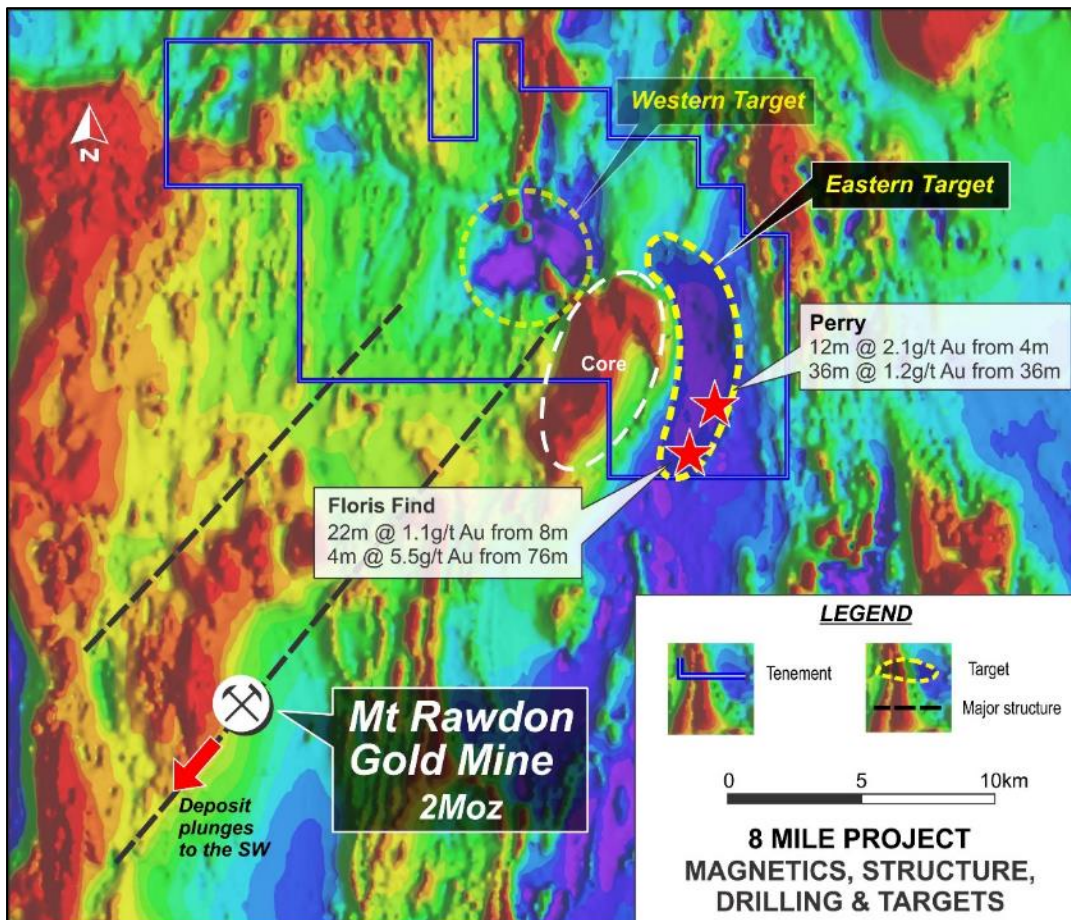 Western Target
N
Eastern Target
Perry
12m @ 2.1g/t Au from 4m
36m @ 1.2g/t Au from 36m
Core
Floris Find
22m @ 1.1g/t Au from 8m
4m @ 5.5g/t Au from 76m
LEGEND
Tenement
Target
Major structure
Mt Rawdon
Gold Mine
2Moz
Deposit
plunges
to the SW
0 5 10km
8 MILE PROJECT
MAGNETICS, STRUCTURE,
DRILLING & TARGETS